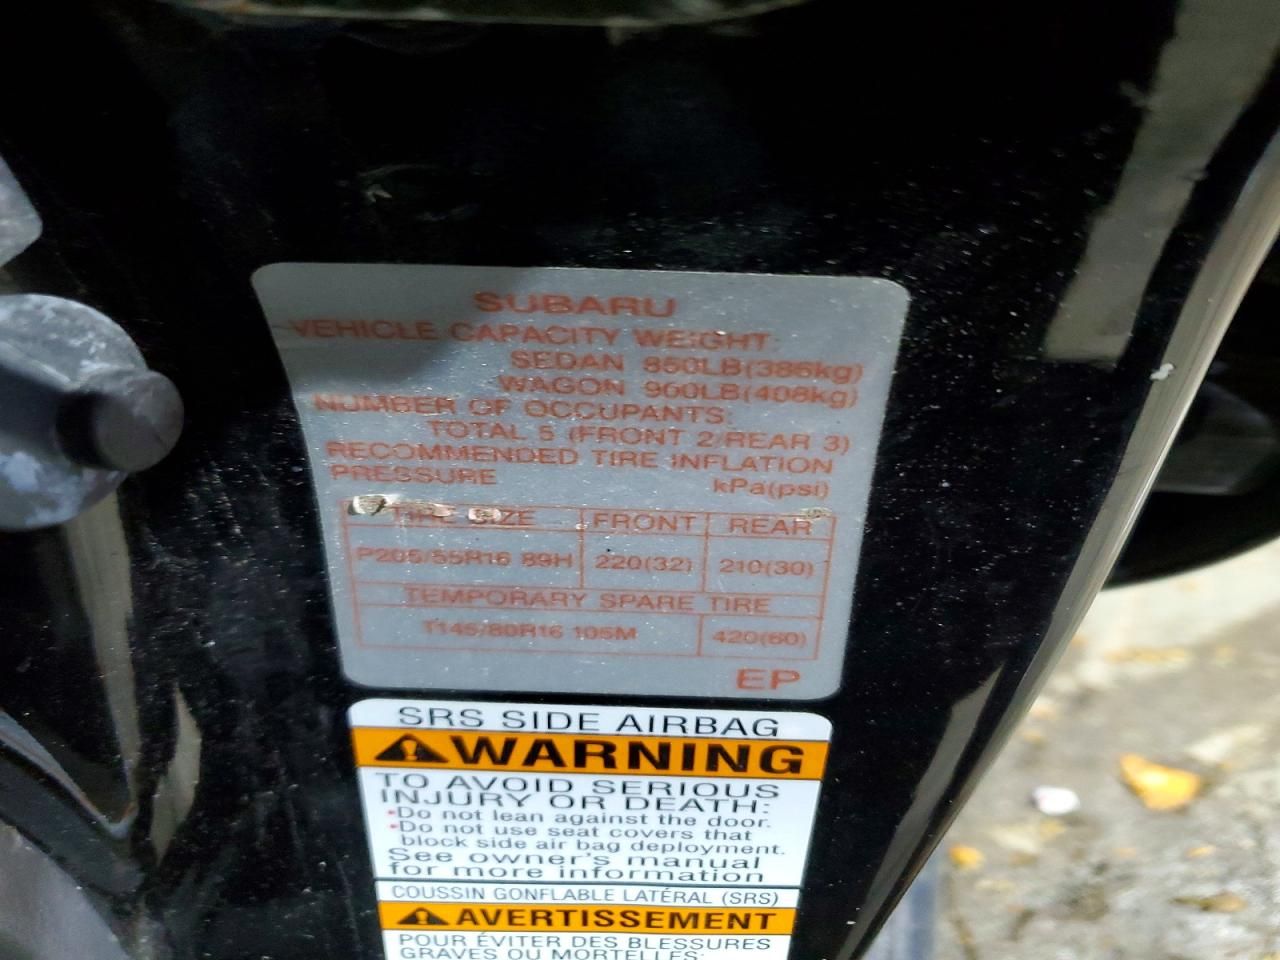 SUBARU
VEHICLE CAPACITY WEIGHT:
SEDAN 850LB(386kg)
WAGON 900LB(408kg)
NUMBER OF OCCUPANTS:
TOTAL 5 (FRONT 2/REAR 3)
RECOMMENDED TIRE INFLATION
PRESSURE kPa(psi)
TIRE SIZE FRONT REAR
P205/55R16 89H 220(32) 210(30)
TEMPORARY SPARE TIRE
T145/80R16 105M 420(60)
EP
SRS SIDE AIRBAG
WARNING
TO AVOID SERIOUS
INJURY OR DEATH:
•Do not lean against the door.
•Do not use seat covers that
block side air bag deployment.
See owner's manual
for more information
COUSSIN GONFLABLE LATÉRAL (SRS)
AVERTISSEMENT
POUR ÉVITER DES BLESSURES
GRAVES OU MORTELLES: